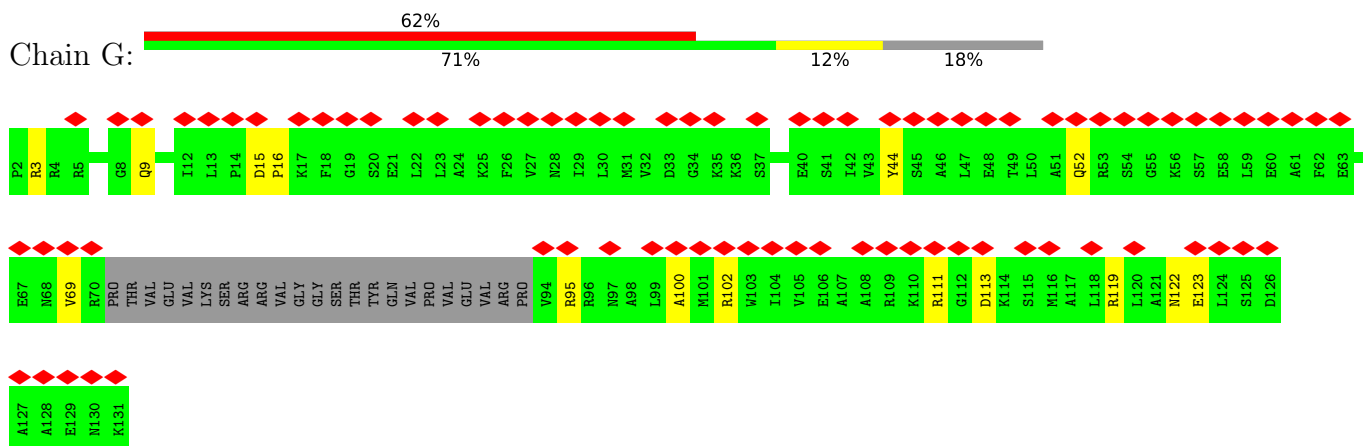 62%
Chain G:
71% 12% 18%
P2 R3 R4 R5 G8 Q9 I12 L13 P14 D15 P16 K17 F18 G19 S20 E21 L22 L23 A24 K25 F26 V27 N28 I29 L30 M31 V32 D33 G34 K35 K36 S37 E40 S41 I42 V43 Y44 S45 A46 L47 E48 T49 L50 A51 Q52 R53 S54 G55 K56 S57 E58 L59 E60 A61 F62 E63
E67 N68 V69 R70 PRO THR VAL GLU VAL LYS SER ARG ARG VAL GLY GLY SER THR TYR GLN VAL PRO VAL GLU VAL ARG PRO V94 R95 R96 N97 A98 L99 A100 M101 R102 W103 I104 V105 E106 A107 A108 R109 K110 R111 G112 D113 K114 S115 M116 A117 L118 R119 L120 A121 N122 E123 L124 S125 D126
A127 A128 E129 N130 K131